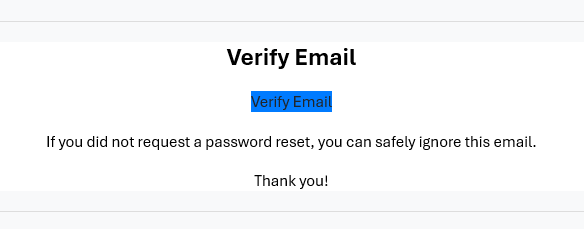 Verify Email
Verify Email
If you did not request a password reset, you can safely ignore this email.
Thank you!